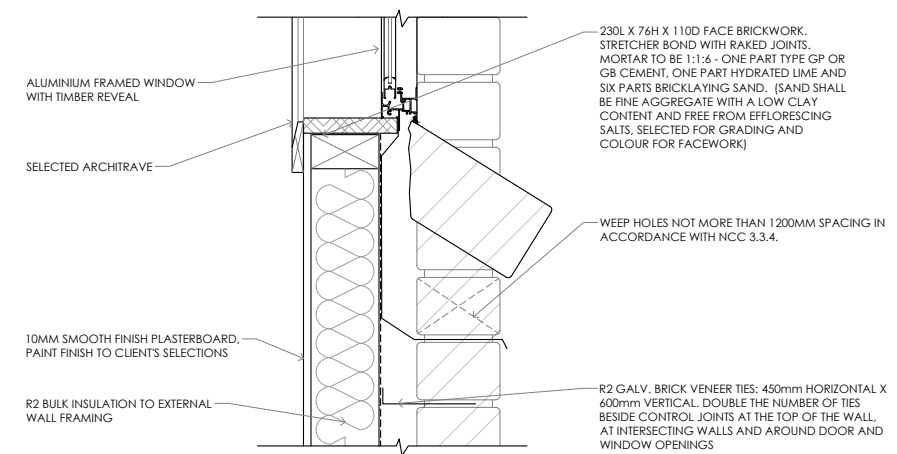 ALUMINIUM FRAMED WINDOW
WITH TIMBER REVEAL
SELECTED ARCHITRAVE
10MM SMOOTH FINISH PLASTERBOARD,
PAINT FINISH TO CLIENT'S SELECTIONS
R2 BULK INSULATION TO EXTERNAL
WALL FRAMING
230L X 76H X 110D FACE BRICKWORK.
STRETCHER BOND WITH RAKED JOINTS.
MORTAR TO BE 1:1:6 - ONE PART TYPE GP OR
GB CEMENT, ONE PART HYDRATED LIME AND
SIX PARTS BRICKLAYING SAND. (SAND SHALL
BE FINE AGGREGATE WITH A LOW CLAY
CONTENT AND FREE FROM EFFLORESCING
SALTS, SELECTED FOR GRADING AND
COLOUR FOR FACEWORK)
WEEP HOLES NOT MORE THAN 1200MM SPACING IN
ACCORDANCE WITH NCC 3.3.4.
R2 GALV. BRICK VENEER TIES: 450mm HORIZONTAL X
600mm VERTICAL. DOUBLE THE NUMBER OF TIES
BESIDE CONTROL JOINTS AT THE TOP OF THE WALL,
AT INTERSECTING WALLS AND AROUND DOOR AND
WINDOW OPENINGS